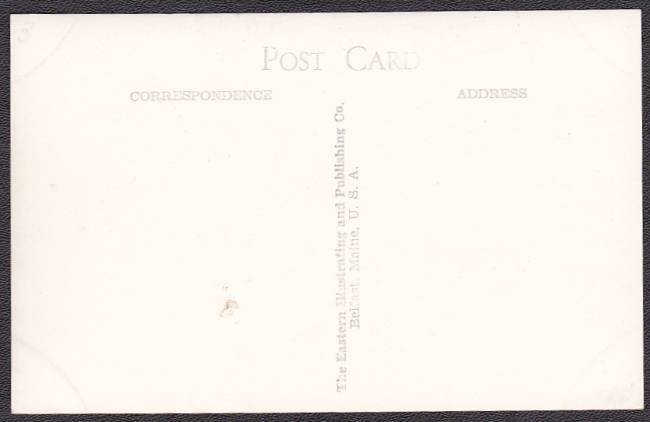 POST CARD
CORRESPONDENCE
ADDRESS
The Eastern Illustrating and Publishing Co.
Belfast, Maine, U. S. A.